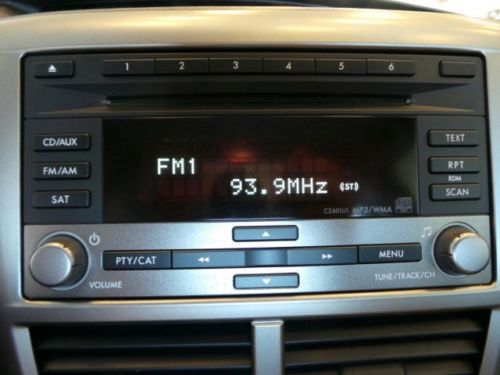 1 2 3 4 5 6
CD/AUX
TEXT
FM/AM
FM1
RPT
RDM
93.9MHz (ST)
SAT
SCAN
CZ601U1 MP3/WMA
PTY/CAT
MENU
VOLUME
TUNE/TRACK/CH